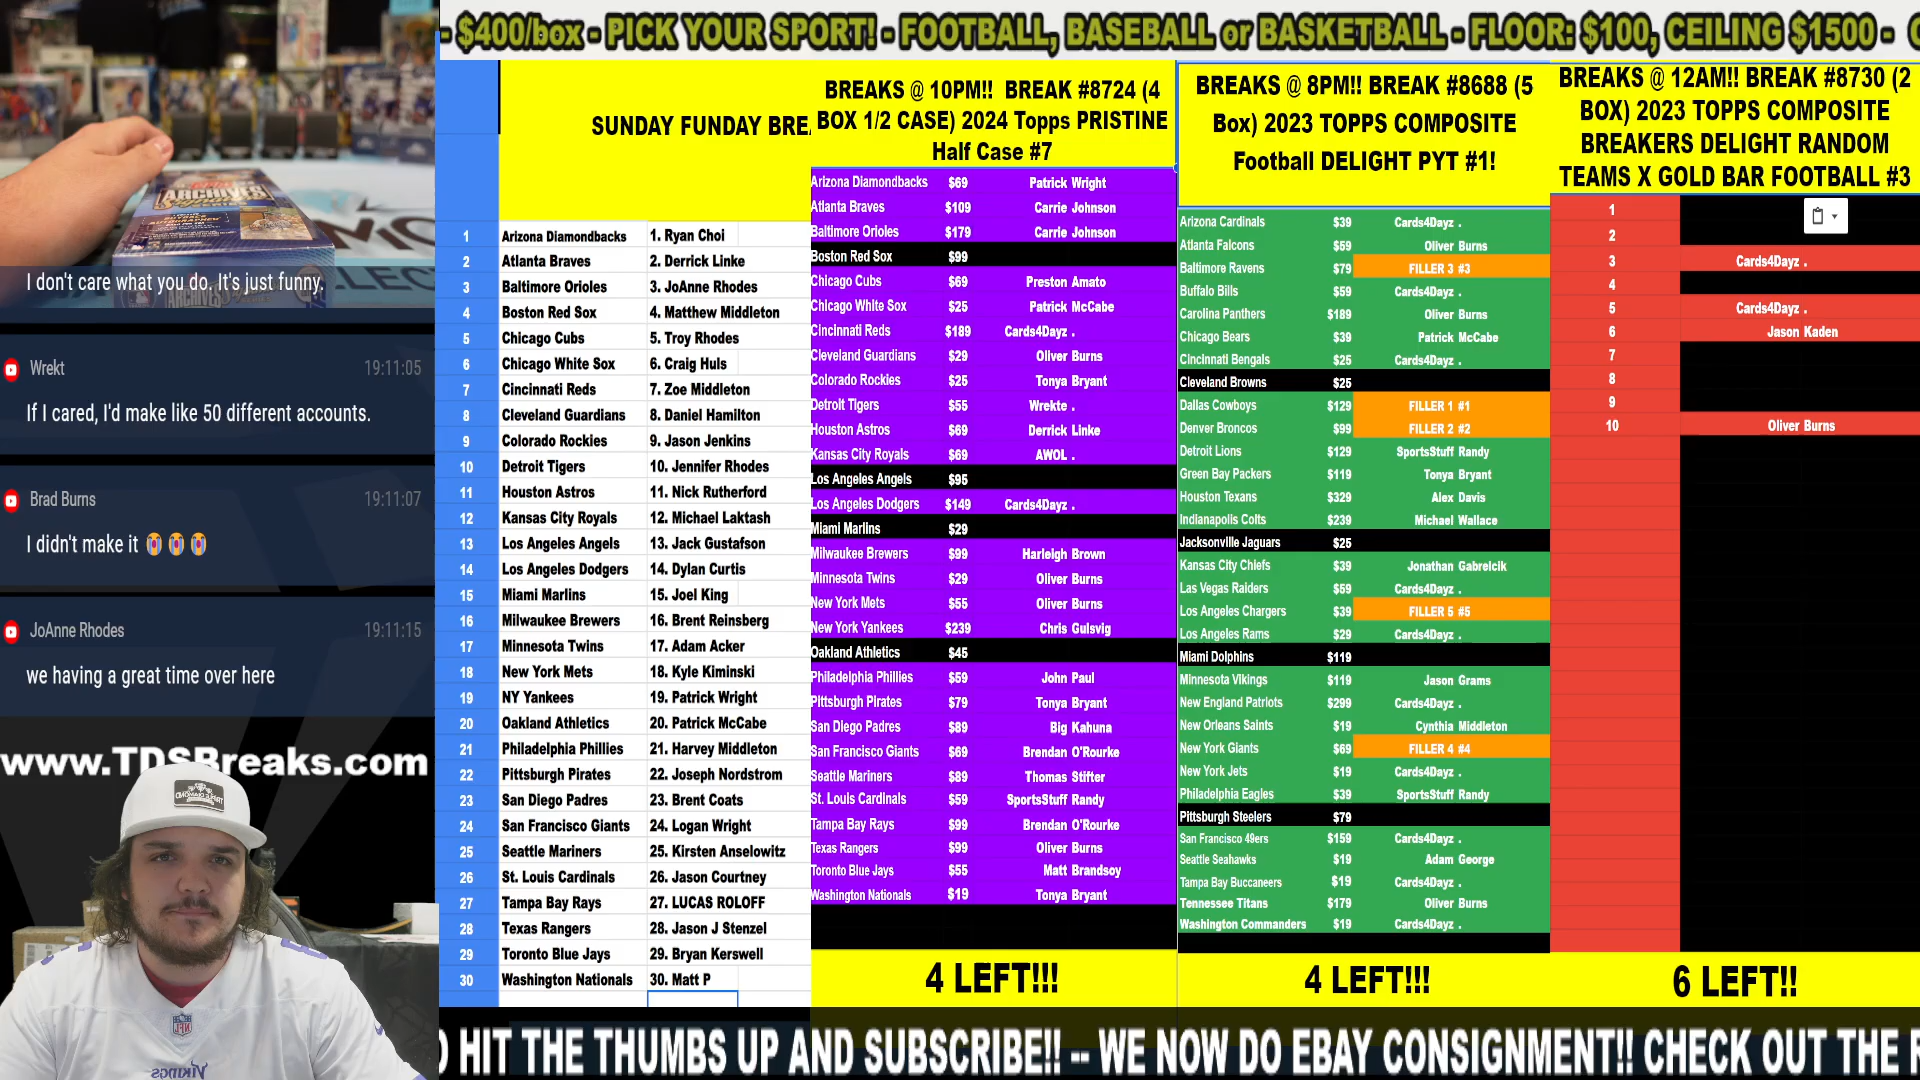 - $400/box - PICK YOUR SPORT! - FOOTBALL, BASEBALL or BASKETBALL - FLOOR: $100, CEILING $1500 -
ARCHIVES
I don't care what you do. It's just funny.
Wrekt 19:11:05
If I cared, I'd make like 50 different accounts.
Brad Burns 19:11:07
I didn't make it 😭😭😭
JoAnne Rhodes 19:11:15
we having a great time over here
www.TDSBreaks.com
NFL
VIKINGS
SUNDAY FUNDAY BRE
1 Arizona Diamondbacks 1. Ryan Choi
2 Atlanta Braves 2. Derrick Linke
3 Baltimore Orioles 3. JoAnne Rhodes
4 Boston Red Sox 4. Matthew Middleton
5 Chicago Cubs 5. Troy Rhodes
6 Chicago White Sox 6. Craig Huls
7 Cincinnati Reds 7. Zoe Middleton
8 Cleveland Guardians 8. Daniel Hamilton
9 Colorado Rockies 9. Jason Jenkins
10 Detroit Tigers 10. Jennifer Rhodes
11 Houston Astros 11. Nick Rutherford
12 Kansas City Royals 12. Michael Laktash
13 Los Angeles Angels 13. Jack Gustafson
14 Los Angeles Dodgers 14. Dylan Curtis
15 Miami Marlins 15. Joel King
16 Milwaukee Brewers 16. Brent Reinsberg
17 Minnesota Twins 17. Adam Acker
18 New York Mets 18. Kyle Kiminski
19 NY Yankees 19. Patrick Wright
20 Oakland Athletics 20. Patrick McCabe
21 Philadelphia Phillies 21. Harvey Middleton
22 Pittsburgh Pirates 22. Joseph Nordstrom
23 San Diego Padres 23. Brent Coats
24 San Francisco Giants 24. Logan Wright
25 Seattle Mariners 25. Kirsten Anselowitz
26 St. Louis Cardinals 26. Jason Courtney
27 Tampa Bay Rays 27. LUCAS ROLOFF
28 Texas Rangers 28. Jason J Stenzel
29 Toronto Blue Jays 29. Bryan Kerswell
30 Washington Nationals 30. Matt P
BREAKS @ 10PM!! BREAK #8724 (4
BOX 1/2 CASE) 2024 Topps PRISTINE
Half Case #7
Arizona Diamondbacks $69 Patrick Wright
Atlanta Braves $109 Carrie Johnson
Baltimore Orioles $179 Carrie Johnson
Boston Red Sox $99
Chicago Cubs $69 Preston Amato
Chicago White Sox $25 Patrick McCabe
Cincinnati Reds $189 Cards4Dayz .
Cleveland Guardians $29 Oliver Burns
Colorado Rockies $25 Tonya Bryant
Detroit Tigers $55 Wrekte .
Houston Astros $69 Derrick Linke
Kansas City Royals $69 AWOL .
Los Angeles Angels $95
Los Angeles Dodgers $149 Cards4Dayz .
Miami Marlins $29
Milwaukee Brewers $99 Harleigh Brown
Minnesota Twins $29 Oliver Burns
New York Mets $55 Oliver Burns
New York Yankees $239 Chris Gulsvig
Oakland Athletics $45
Philadelphia Phillies $59 John Paul
Pittsburgh Pirates $79 Tonya Bryant
San Diego Padres $89 Big Kahuna
San Francisco Giants $69 Brendan O'Rourke
Seattle Mariners $89 Thomas Stifter
St. Louis Cardinals $59 SportsStuff Randy
Tampa Bay Rays $99 Brendan O'Rourke
Texas Rangers $99 Oliver Burns
Toronto Blue Jays $55 Matt Brandsoy
Washington Nationals $19 Tonya Bryant
4 LEFT!!!
BREAKS @ 8PM!! BREAK #8688 (5
Box) 2023 TOPPS COMPOSITE
Football DELIGHT PYT #1!
Arizona Cardinals $39 Cards4Dayz .
Atlanta Falcons $69 Oliver Burns
Baltimore Ravens $79 FILLER 3 #3
Buffalo Bills $59 Cards4Dayz .
Carolina Panthers $189 Oliver Burns
Chicago Bears $39 Patrick McCabe
Cincinnati Bengals $25 Cards4Dayz .
Cleveland Browns $25
Dallas Cowboys $129 FILLER 1 #1
Denver Broncos $99 FILLER 2 #2
Detroit Lions $129 SportsStuff Randy
Green Bay Packers $119 Tonya Bryant
Houston Texans $329 Alex Davis
Indianapolis Colts $239 Michael Wallace
Jacksonville Jaguars $25
Kansas City Chiefs $39 Jonathan Gabrelcik
Las Vegas Raiders $59 Cards4Dayz .
Los Angeles Chargers $39 FILLER 5 #5
Los Angeles Rams $29 Cards4Dayz .
Miami Dolphins $119
Minnesota Vikings $119 Jason Grams
New England Patriots $299 Cards4Dayz .
New Orleans Saints $19 Cynthia Middleton
New York Giants $69 FILLER 4 #4
New York Jets $19 Cards4Dayz .
Philadelphia Eagles $39 SportsStuff Randy
Pittsburgh Steelers $79
San Francisco 49ers $159 Cards4Dayz .
Seattle Seahawks $19 Adam George
Tampa Bay Buccaneers $19 Cards4Dayz .
Tennessee Titans $179 Oliver Burns
Washington Commanders $19 Cards4Dayz .
4 LEFT!!!
BREAKS @ 12AM!! BREAK #8730 (2
BOX) 2023 TOPPS COMPOSITE
BREAKERS DELIGHT RANDOM
TEAMS X GOLD BAR FOOTBALL #3
1
2
3 Cards4Dayz .
4
5 Cards4Dayz .
6 Jason Kaden
7
8
9
10 Oliver Burns
6 LEFT!!
HIT THE THUMBS UP AND SUBSCRIBE!! -- WE NOW DO EBAY CONSIGNMENT!! CHECK OUT THE